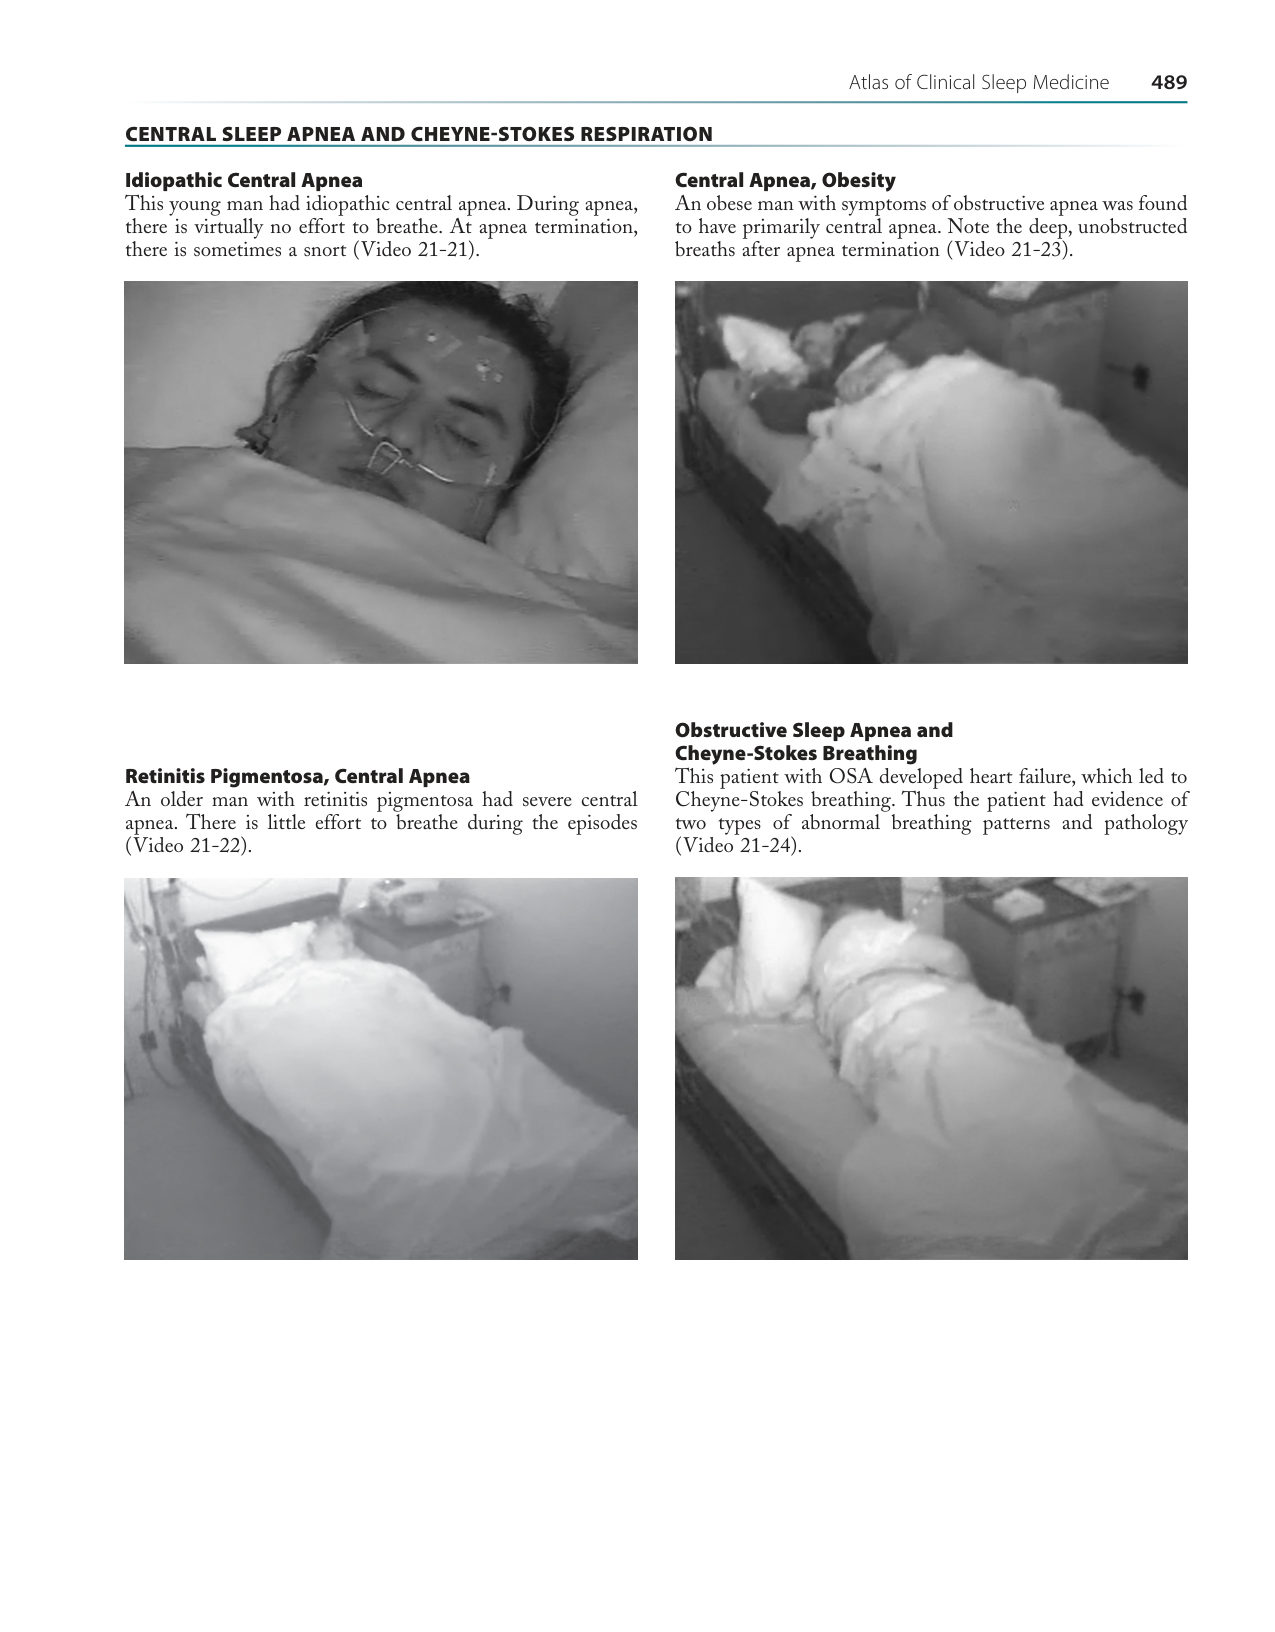 Atlas of Clinical Sleep Medicine 489
CENTRAL SLEEP APNEA AND CHEYNE-STOKES RESPIRATION
Idiopathic Central Apnea
This young man had idiopathic central apnea. During apnea,
there is virtually no effort to breathe. At apnea termination,
there is sometimes a snort (Video 21-21).
Retinitis Pigmentosa, Central Apnea
An older man with retinitis pigmentosa had severe central
apnea. There is little effort to breathe during the episodes
(Video 21-22).
Central Apnea, Obesity
An obese man with symptoms of obstructive apnea was found
to have primarily central apnea. Note the deep, unobstructed
breaths after apnea termination (Video 21-23).
Obstructive Sleep Apnea and
Cheyne-Stokes Breathing
This patient with OSA developed heart failure, which led to
Cheyne-Stokes breathing. Thus the patient had evidence of
two types of abnormal breathing patterns and pathology
(Video 21-24).